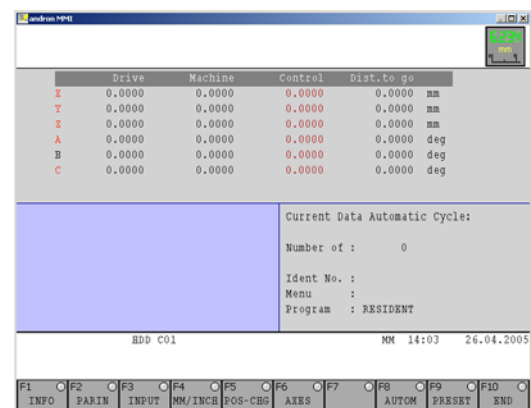 andron MMI
mm
Drive Machine Control Dist.to go
X 0.0000 0.0000 0.0000 0.0000 mm
Y 0.0000 0.0000 0.0000 0.0000 mm
Z 0.0000 0.0000 0.0000 0.0000 mm
A 0.0000 0.0000 0.0000 0.0000 deg
B 0.0000 0.0000 0.0000 0.0000 deg
C 0.0000 0.0000 0.0000 0.0000 deg
Current Data Automatic Cycle:
Number of : 0
Ident No. :
Menu :
Program : RESIDENT
HDD C01 MM 14:03 26.04.2005
F1 F2 F3 F4 F5 F6 F7 F8 F9 F10
INFO PARIN INPUT MM/INCH POS-CHG AXES AUTOM PRESET END